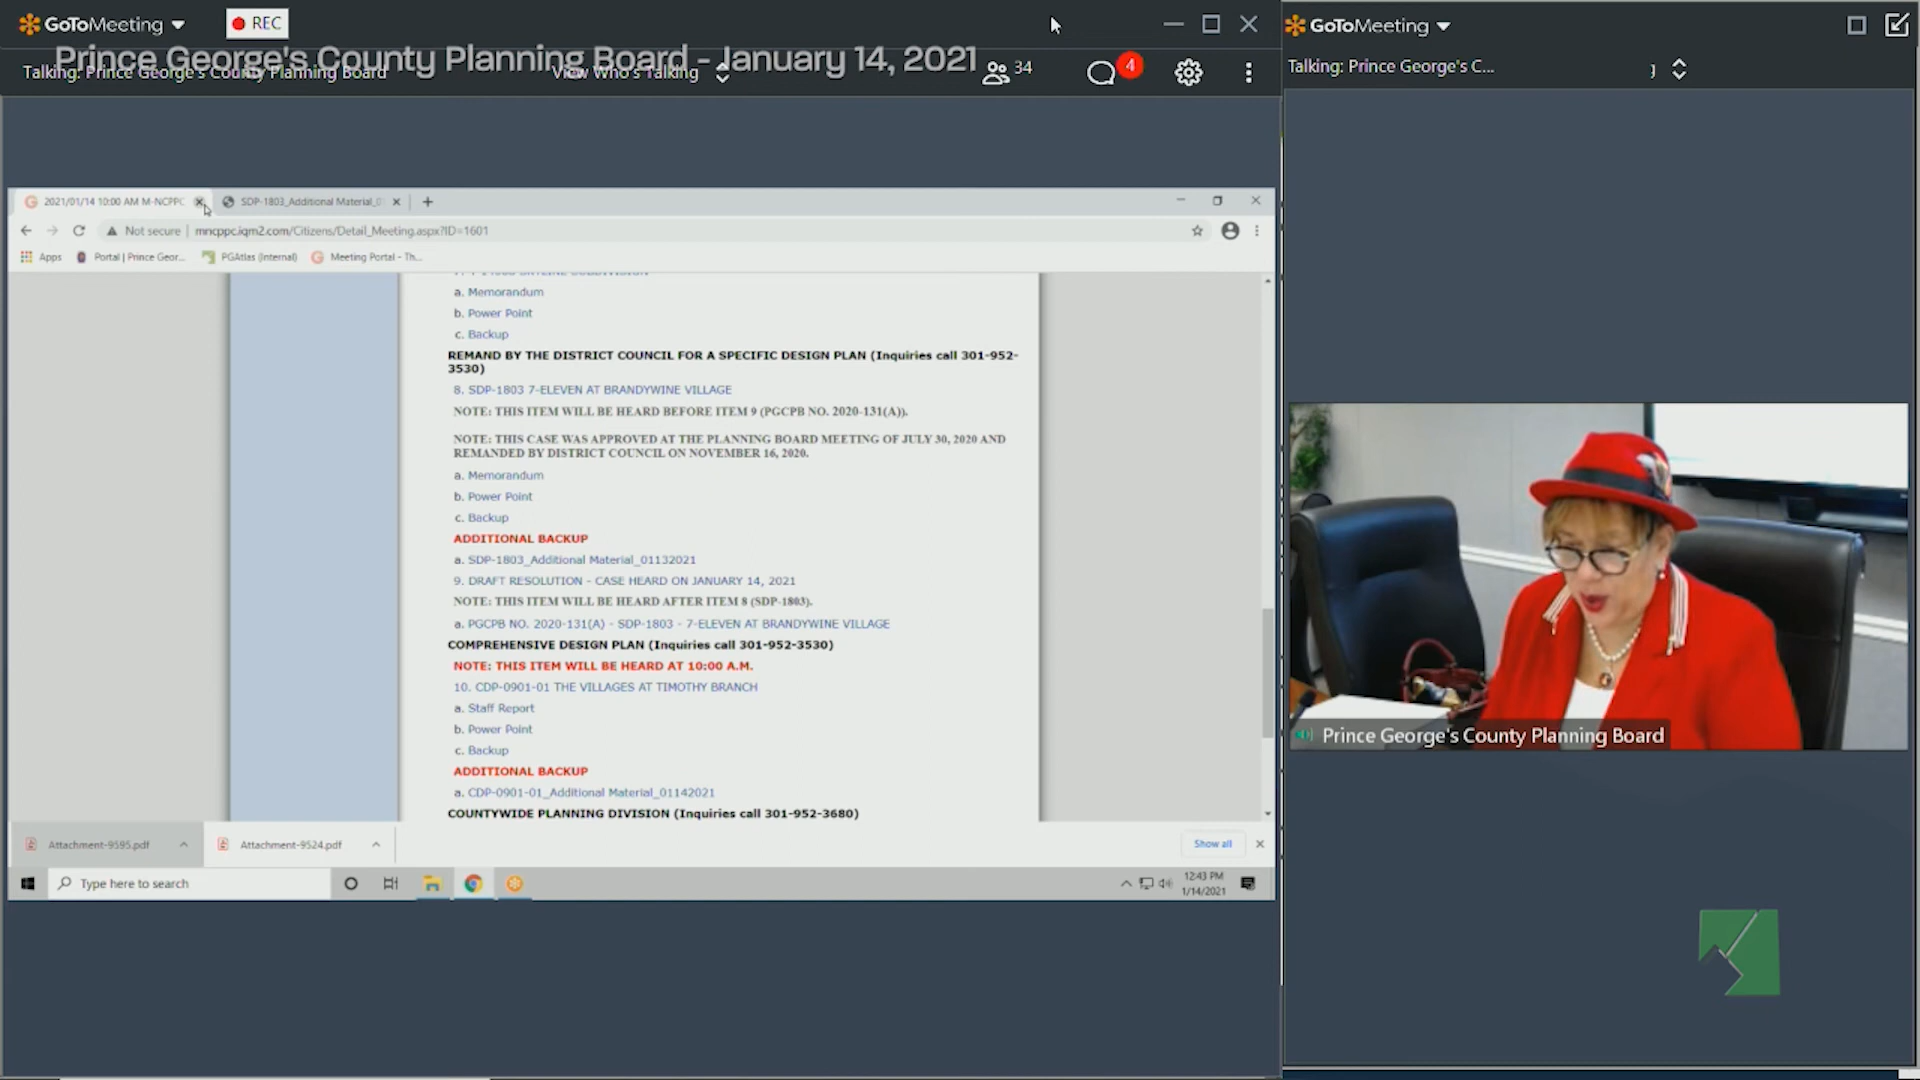 GoToMeeting
REC
Prince George's County Planning Board - January 14, 2021
Talking: Prince George's County Planning Board
View Who's Talking
34
4
2021/01/14 10:00 AM M-NCPPC
SDP-1803_Additional Material_0
Not secure
mncppc.iqm2.com/Citizens/Detail_Meeting.aspx?ID=1601
Apps
Portal | Prince Geor...
PGAtlas (Internal)
Meeting Portal - Th...
a. Memorandum
b. Power Point
c. Backup
REMAND BY THE DISTRICT COUNCIL FOR A SPECIFIC DESIGN PLAN (Inquiries call 301-952-
3530)
8. SDP-1803 7-ELEVEN AT BRANDYWINE VILLAGE
NOTE: THIS ITEM WILL BE HEARD BEFORE ITEM 9 (PGCPB NO. 2020-131(A)).
NOTE: THIS CASE WAS APPROVED AT THE PLANNING BOARD MEETING OF JULY 30, 2020 AND
REMANDED BY DISTRICT COUNCIL ON NOVEMBER 16, 2020.
a. Memorandum
b. Power Point
c. Backup
ADDITIONAL BACKUP
a. SDP-1803_Additional Material_01132021
9. DRAFT RESOLUTION - CASE HEARD ON JANUARY 14, 2021
NOTE: THIS ITEM WILL BE HEARD AFTER ITEM 8 (SDP-1803).
a. PGCPB NO. 2020-131(A) - SDP-1803 - 7-ELEVEN AT BRANDYWINE VILLAGE
COMPREHENSIVE DESIGN PLAN (Inquiries call 301-952-3530)
NOTE: THIS ITEM WILL BE HEARD AT 10:00 A.M.
10. CDP-0901-01 THE VILLAGES AT TIMOTHY BRANCH
a. Staff Report
b. Power Point
c. Backup
ADDITIONAL BACKUP
a. CDP-0901-01_Additional Material_01142021
COUNTYWIDE PLANNING DIVISION (Inquiries call 301-952-3680)
Attachment-9595.pdf
Attachment-9524.pdf
Show all
Type here to search
12:43 PM
1/14/2021
GoToMeeting
Talking: Prince George's C...
Prince George's County Planning Board